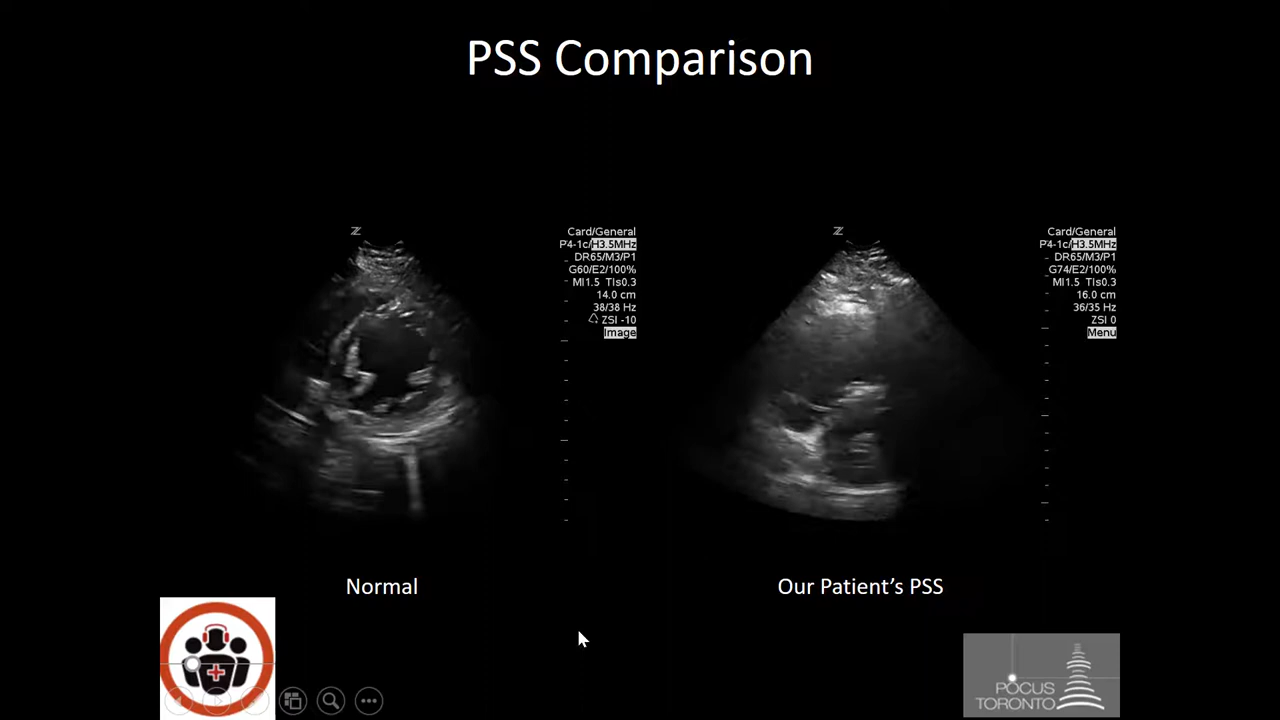 PSS Comparison
Z
Card/General
P4-1c/H3.5MHz
DR65/M3/P1
G60/E2/100%
MI1.5 TIs0.3
14.0 cm
38/38 Hz
ZSI -10
Image
Z
Card/General
P4-1c/H3.5MHz
DR65/M3/P1
G74/E2/100%
MI1.5 TIs0.3
16.0 cm
36/35 Hz
ZSI 0
Menu
Normal
Our Patient’s PSS
POCUS
TORONTO